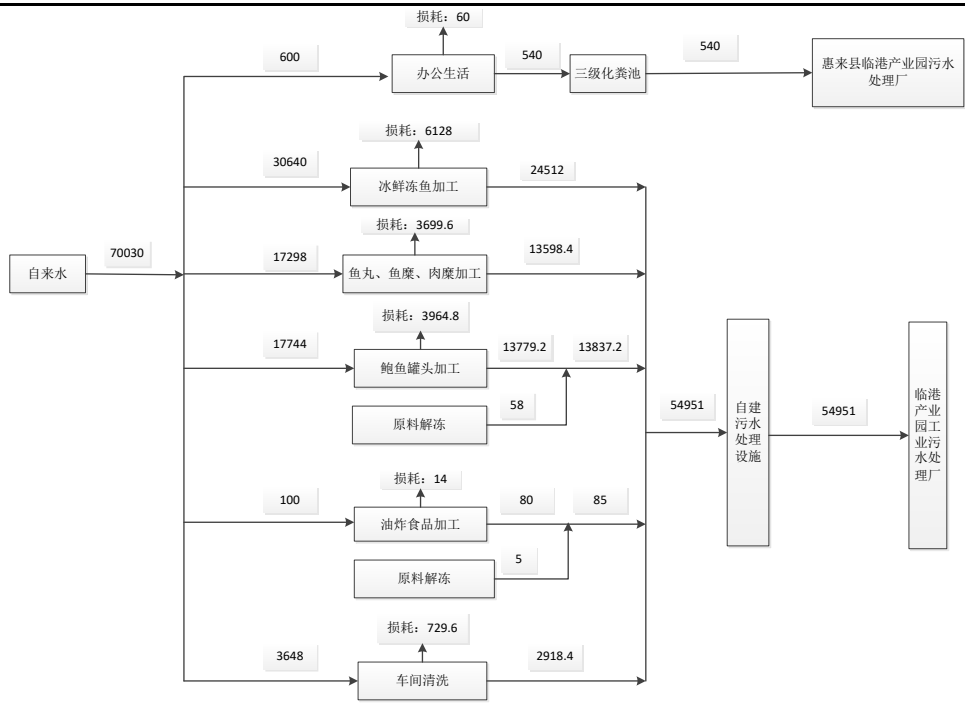 损耗：60
600
办公生活
540
三级化粪池
540
惠来县临港产业园污水
处理厂
损耗：6128
30640
冰鲜冻鱼加工
24512
损耗：3699.6
自来水
70030
17298
鱼丸、鱼糜、肉糜加工
13598.4
损耗：3964.8
17744
鲍鱼罐头加工
13779.2
13837.2
原料解冻
58
54951
自建
污水
处理
设施
54951
临港
产业
园工
业污
水处
理厂
损耗：14
100
油炸食品加工
80
85
原料解冻
5
损耗：729.6
3648
车间清洗
2918.4